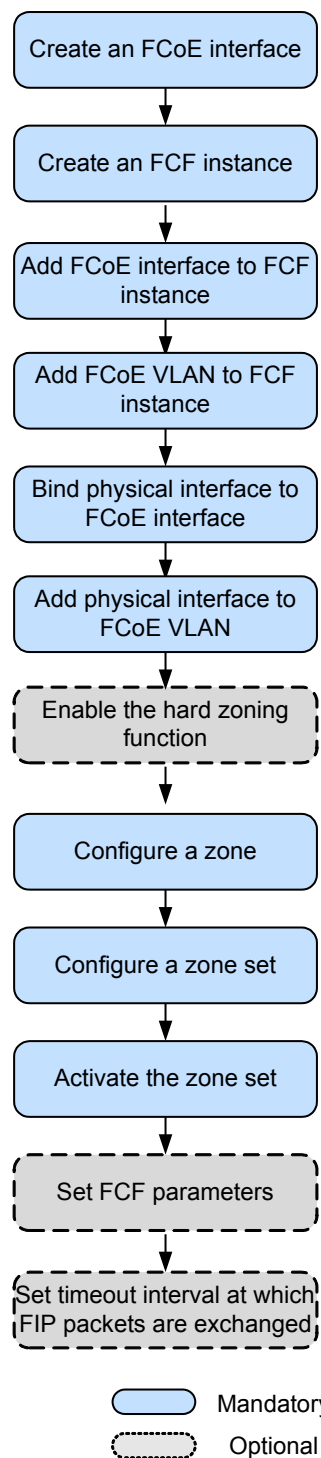 Create an FCoE interface
Create an FCF instance
Add FCoE interface to FCF
instance
Add FCoE VLAN to FCF
instance
Bind physical interface to
FCoE interface
Add physical interface to
FCoE VLAN
Enable the hard zoning
function
Configure a zone
Configure a zone set
Activate the zone set
Set FCF parameters
Set timeout interval at which
FIP packets are exchanged
Mandatory
Optional